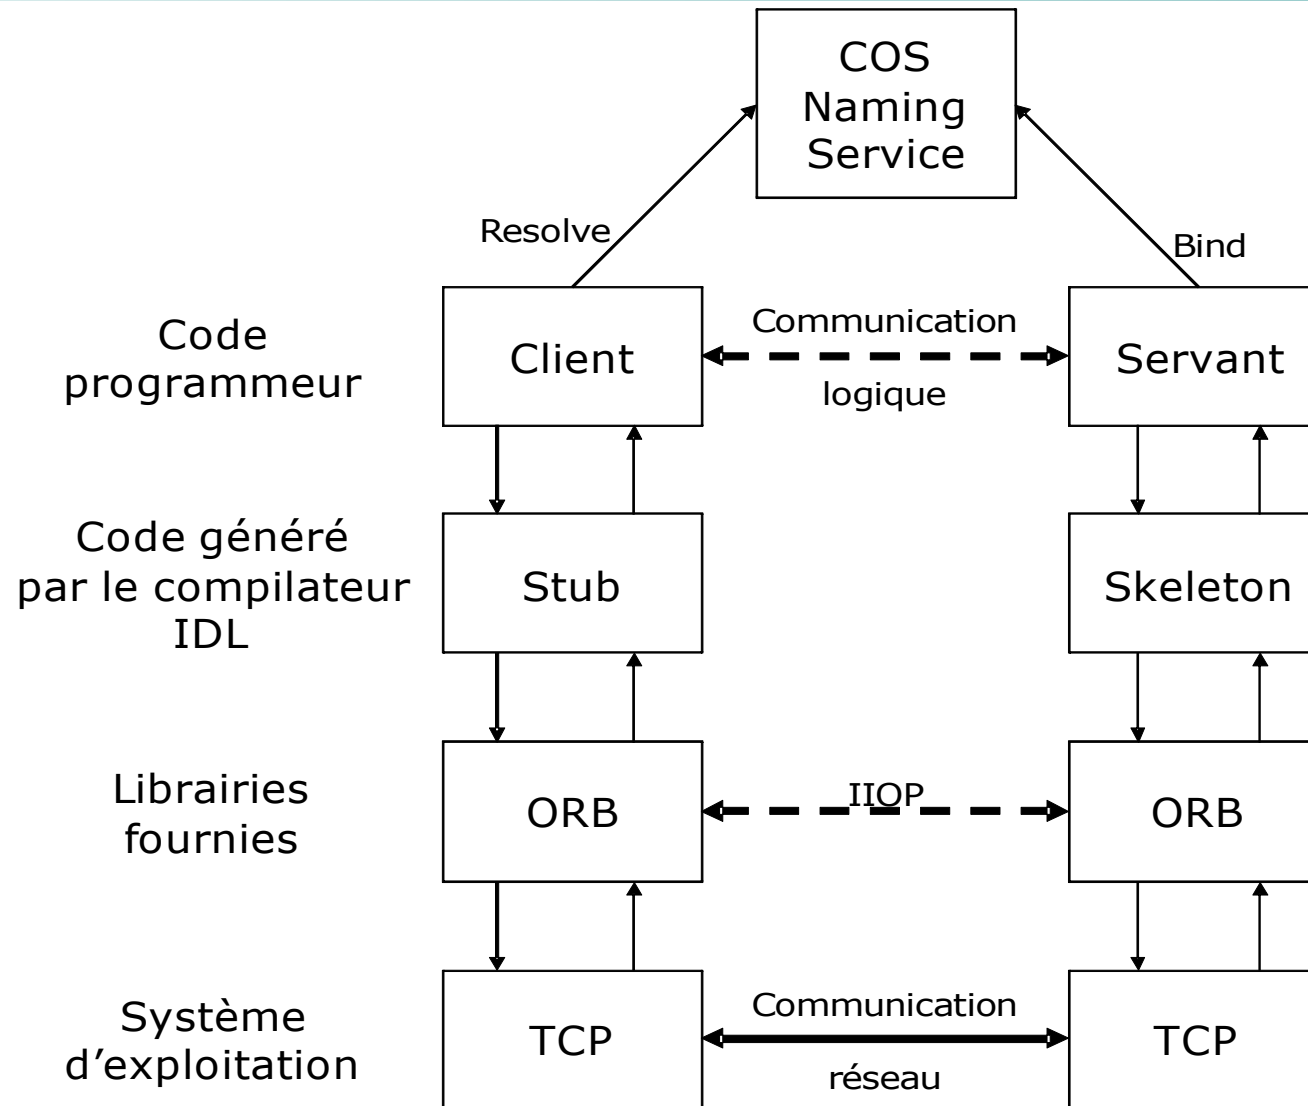 COS
Naming
Service
Resolve
Bind
Code
programmeur
Client
Communication
logique
Servant
Code généré
par le compilateur
IDL
Stub
Skeleton
Librairies
fournies
ORB
IIOP
ORB
Système
d’exploitation
TCP
Communication
réseau
TCP